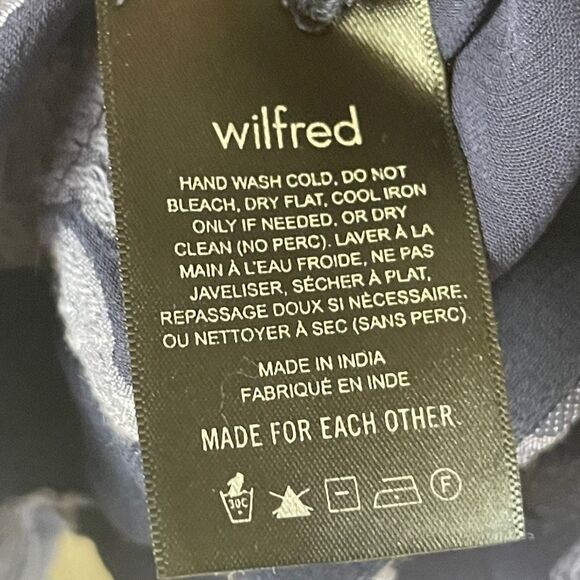 wilfred
HAND WASH COLD, DO NOT
BLEACH, DRY FLAT, COOL IRON
ONLY IF NEEDED, OR DRY
CLEAN (NO PERC). LAVER À LA
MAIN À L'EAU FROIDE, NE PAS
JAVELISER, SÉCHER À PLAT,
REPASSAGE DOUX SI NÉCESSAIRE,
OU NETTOYER À SEC (SANS PERC)
MADE IN INDIA
FABRIQUÉ EN INDE
MADE FOR EACH OTHER.
30C F